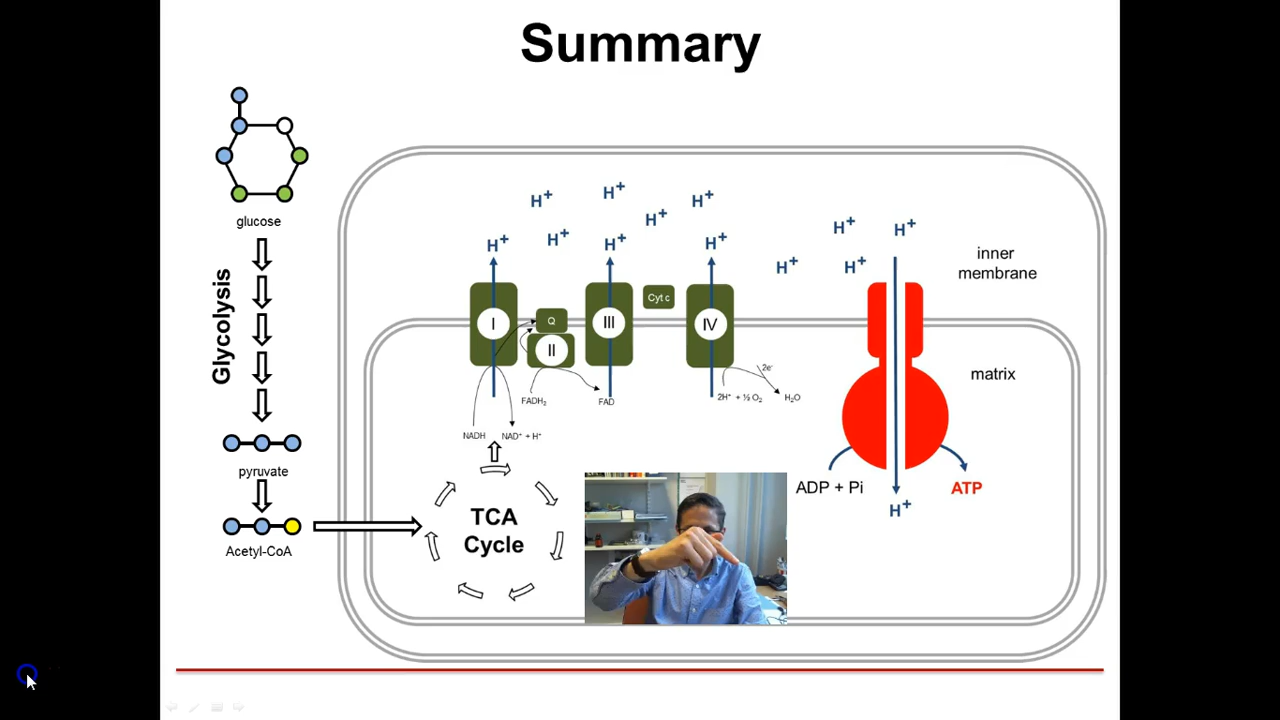 Summary
glucose
Glycolysis
pyruvate
Acetyl-CoA
H⁺
H⁺
H⁺
H⁺
H⁺
H⁺
H⁺
H⁺
H⁺
H⁺
H⁺
H⁺
inner
membrane
I
Q
II
III
Cyt c
IV
matrix
FADH₂
FAD
2e⁻
2H⁺ + ½ O₂
H₂O
NADH
NAD⁺ + H⁺
TCA
Cycle
ADP + Pi
ATP
H⁺